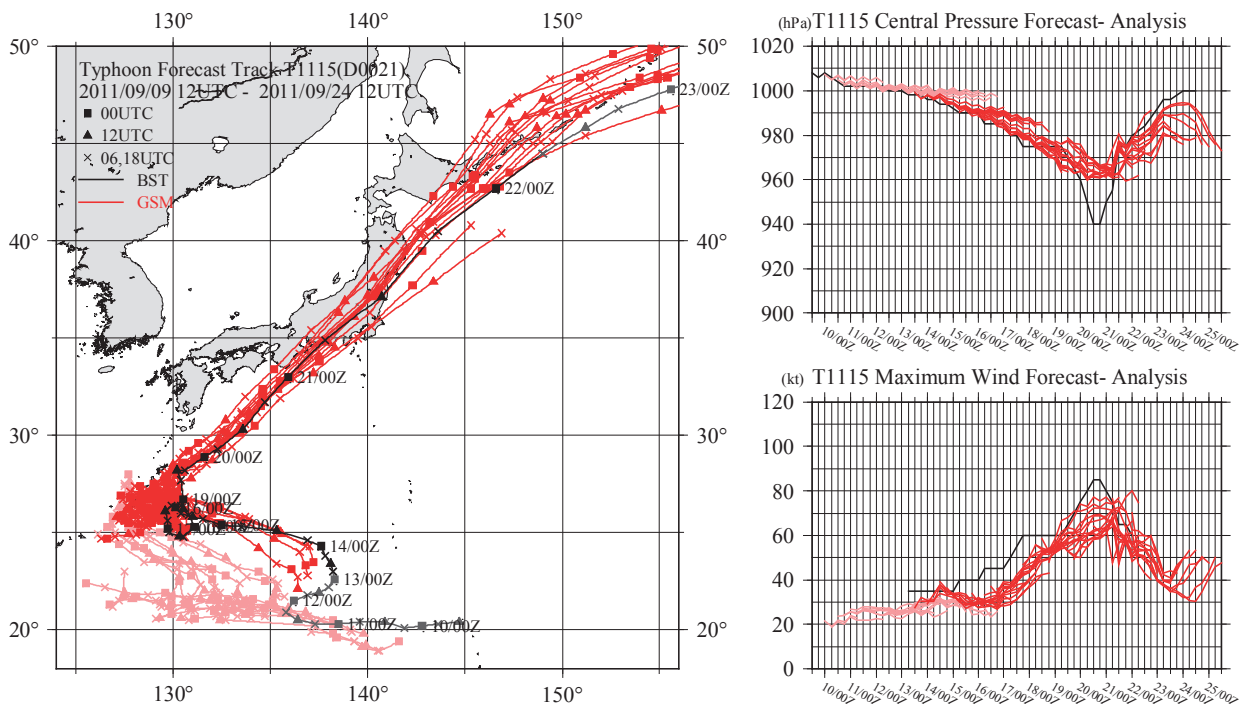 130°
140°
150°
50°
50°
Typhoon Forecast Track T1115(D0021)
2011/09/09 12UTC - 2011/09/24 12UTC
00UTC
12UTC
06,18UTC
BST
GSM
23/00Z
22/00Z
40°
40°
21/00Z
30°
30°
20/00Z
19/00Z
14/00Z
13/00Z
12/00Z
11/00Z
10/00Z
20°
20°
130°
140°
150°
(hPa) T1115 Central Pressure Forecast- Analysis
1020
1000
980
960
940
920
900
10/00Z
11/00Z
12/00Z
13/00Z
14/00Z
15/00Z
16/00Z
17/00Z
18/00Z
19/00Z
20/00Z
21/00Z
22/00Z
23/00Z
24/00Z
25/00Z
(kt) T1115 Maximum Wind Forecast- Analysis
120
100
80
60
40
20
0
10/00Z
11/00Z
12/00Z
13/00Z
14/00Z
15/00Z
16/00Z
17/00Z
18/00Z
19/00Z
20/00Z
21/00Z
22/00Z
23/00Z
24/00Z
25/00Z